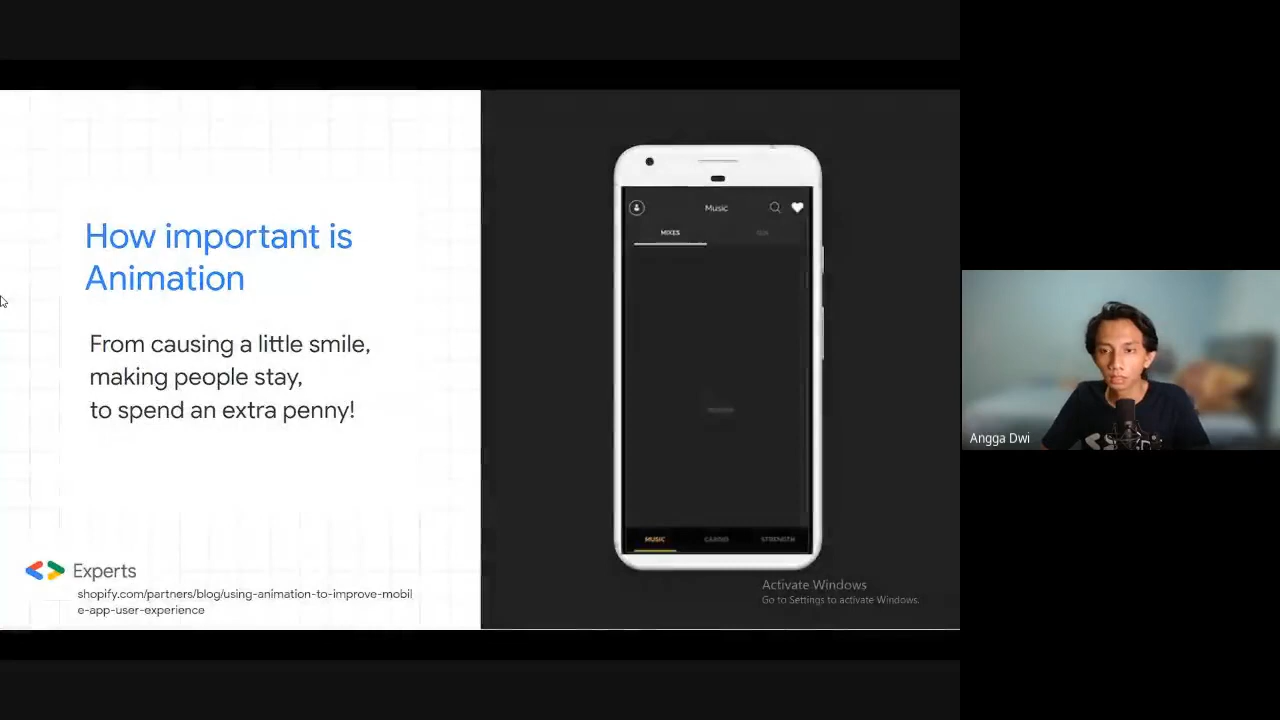 How important is
Animation
From causing a little smile,
making people stay,
to spend an extra penny!
Experts
shopify.com/partners/blog/using-animation-to-improve-mobil
e-app-user-experience
Music
MIXES
MUSIC
CARDIO
STRENGTH
Activate Windows
Go to Settings to activate Windows.
Angga Dwi